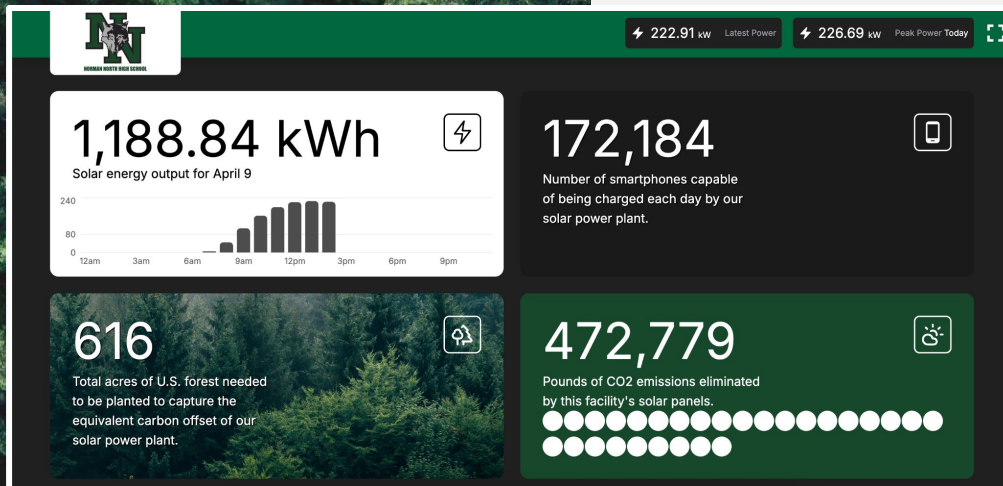 NN
NORMAN NORTH HIGH SCHOOL
222.91 kW Latest Power
226.69 kW Peak Power Today
1,188.84 kWh
Solar energy output for April 9
240
80
0
12am 3am 6am 9am 12pm 3pm 6pm 9pm
172,184
Number of smartphones capable
of being charged each day by our
solar power plant.
616
Total acres of U.S. forest needed
to be planted to capture the
equivalent carbon offset of our
solar power plant.
472,779
Pounds of CO2 emissions eliminated
by this facility's solar panels.